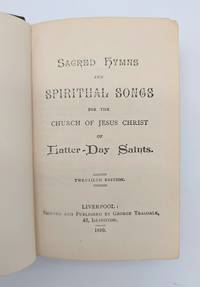 Sacred Hymns
AND
SPIRITUAL SONGS
FOR THE
CHURCH OF JESUS CHRIST
OF
Latter-Day Saints.
TWENTIETH EDITION.
LIVERPOOL:
Printed and Published by George Teasdale,
42, Islington.